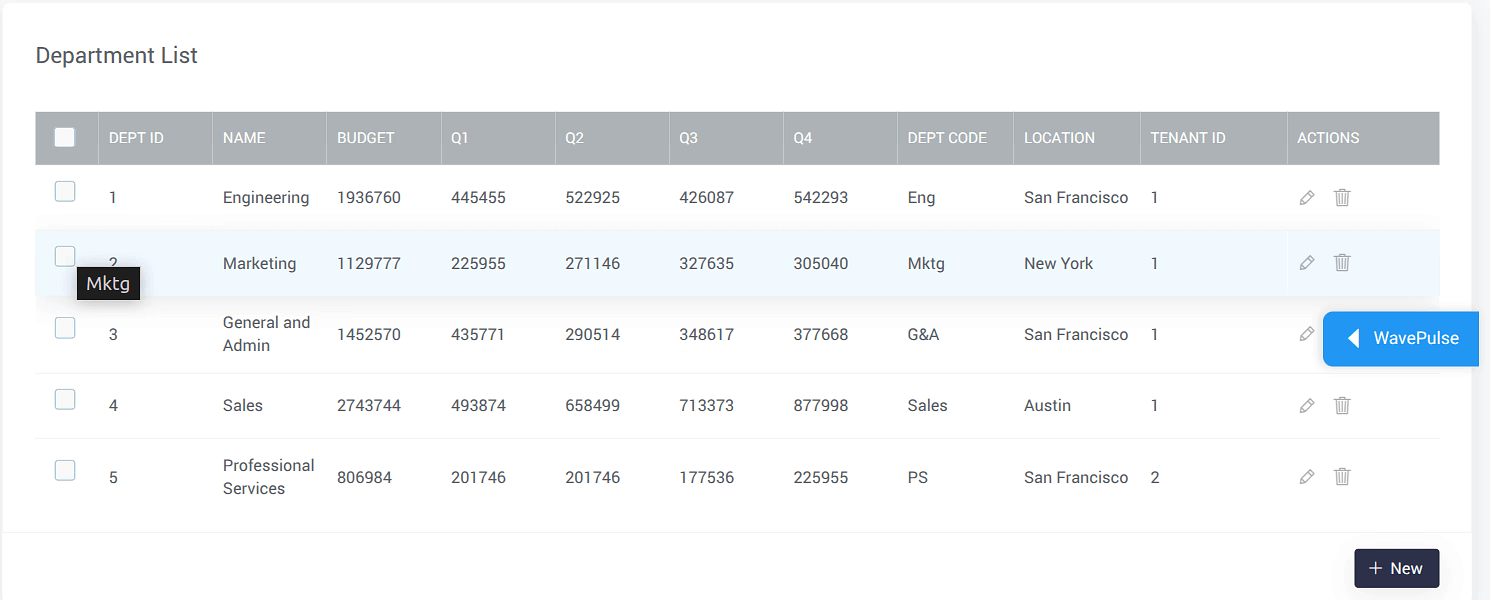 Department List
DEPT ID NAME BUDGET Q1 Q2 Q3 Q4 DEPT CODE LOCATION TENANT ID ACTIONS
1 Engineering 1936760 445455 522925 426087 542293 Eng San Francisco 1
2 Marketing 1129777 225955 271146 327635 305040 Mktg New York 1
Mktg
General and
3 1452570 435771 290514 348617 377668 G&A San Francisco 1
Admin
WavePulse
4 Sales 2743744 493874 658499 713373 877998 Sales Austin 1
Professional
5 806984 201746 201746 177536 225955 PS San Francisco 2
Services
+ New